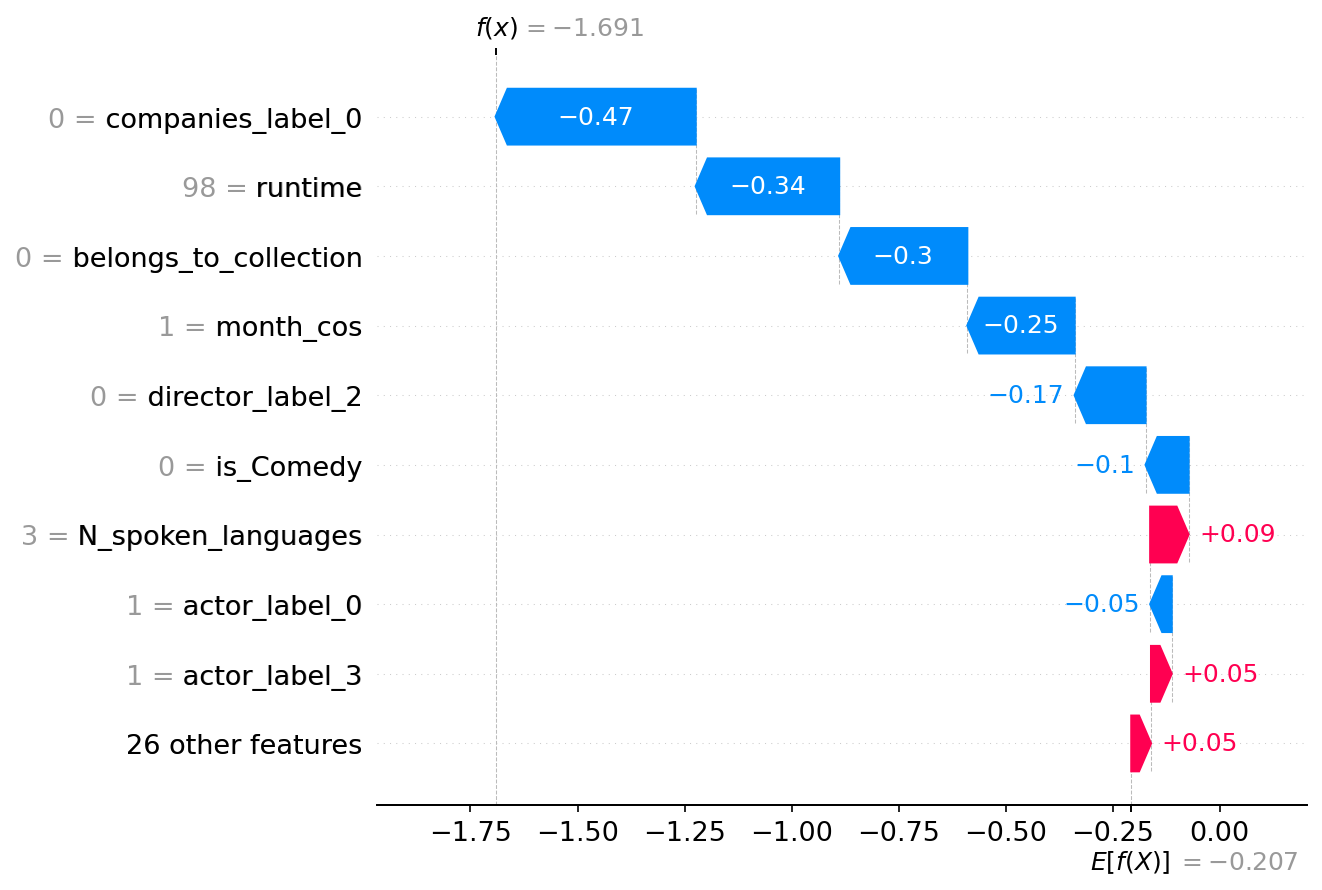 f(x) = −1.691
0 = companies_label_0 −0.47
98 = runtime −0.34
0 = belongs_to_collection −0.3
1 = month_cos −0.25
0 = director_label_2 −0.17
0 = is_Comedy −0.1
3 = N_spoken_languages +0.09
1 = actor_label_0 −0.05
1 = actor_label_3 +0.05
26 other features +0.05
−1.75 −1.50 −1.25 −1.00 −0.75 −0.50 −0.25 0.00
E[f(X)] = −0.207